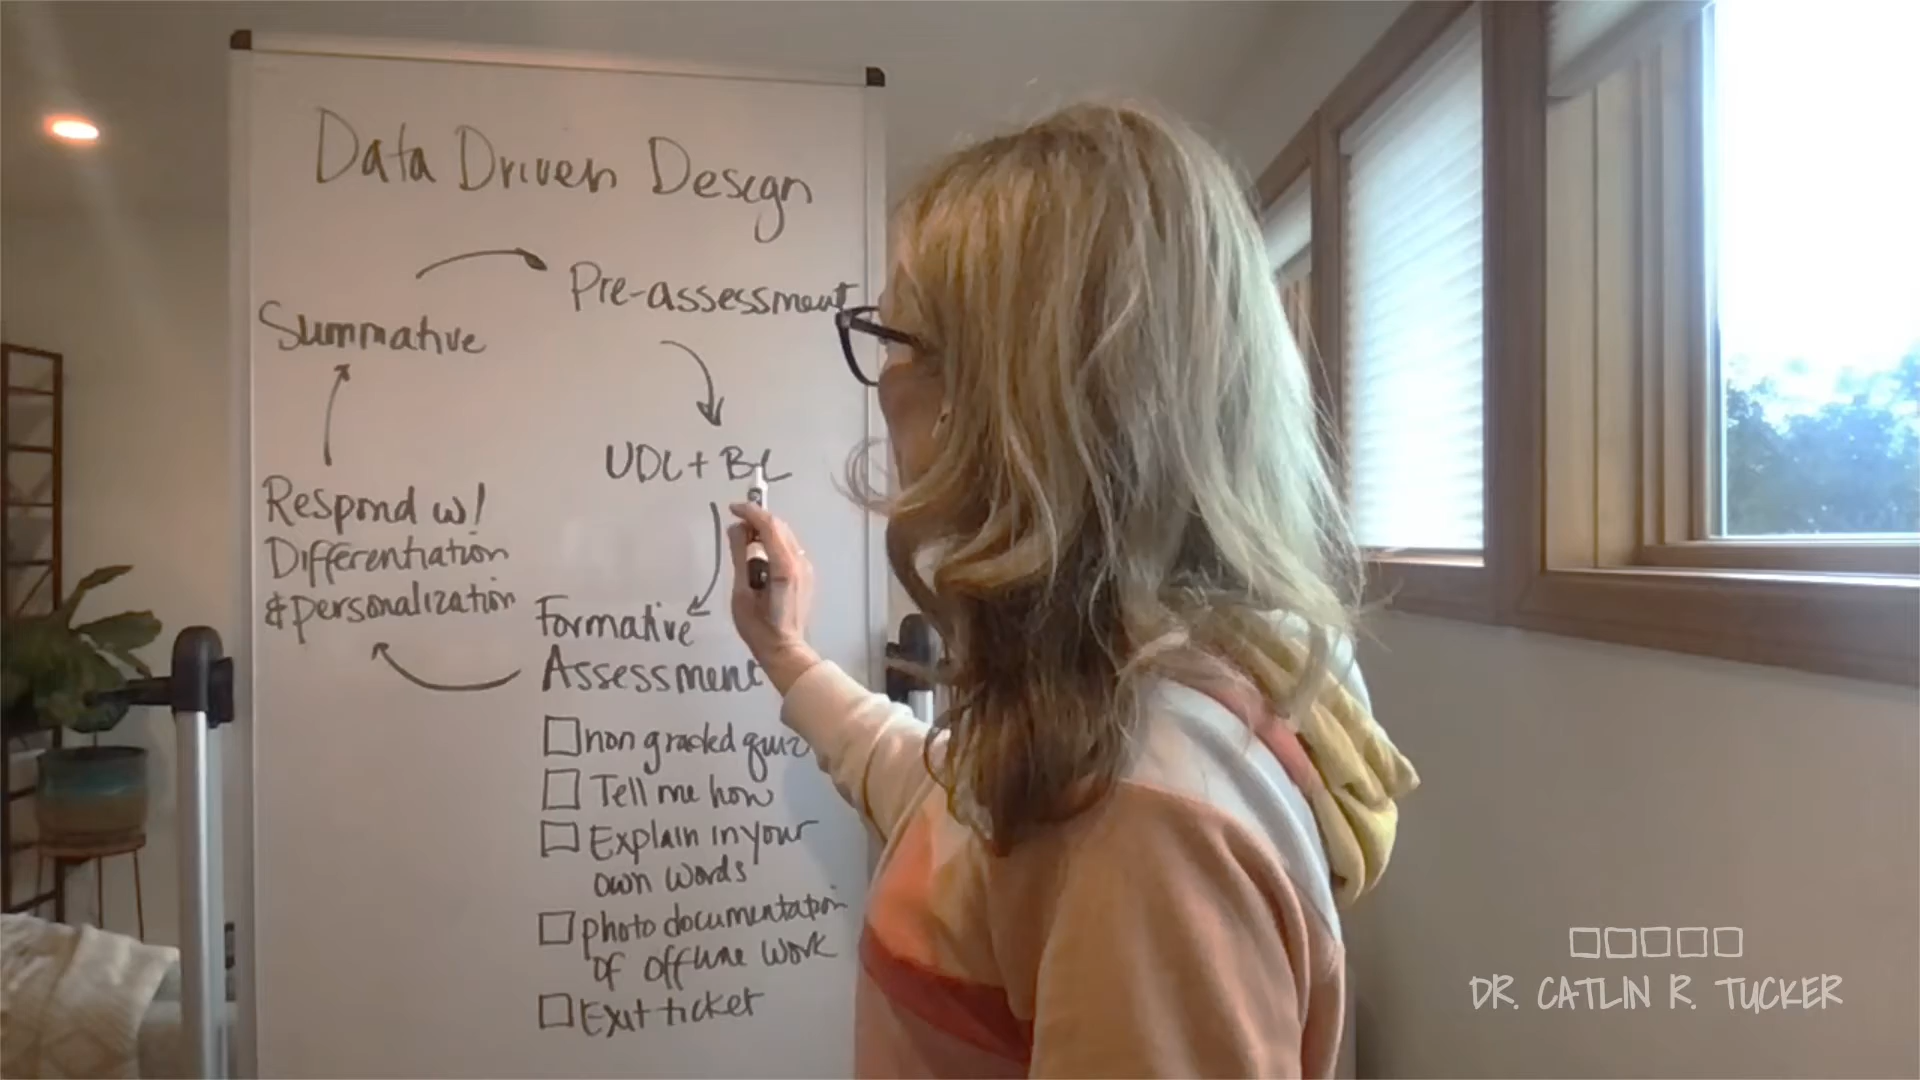 Data Driven Design
Pre-assessment
Summative
UDL + BL
Respond w/
Differentiation
& personalization
Formative
Assessment
non graded quiz
Tell me how
Explain in your
own words
photo documentation
of offline work
Exit ticket
DR. CATLIN R. TUCKER